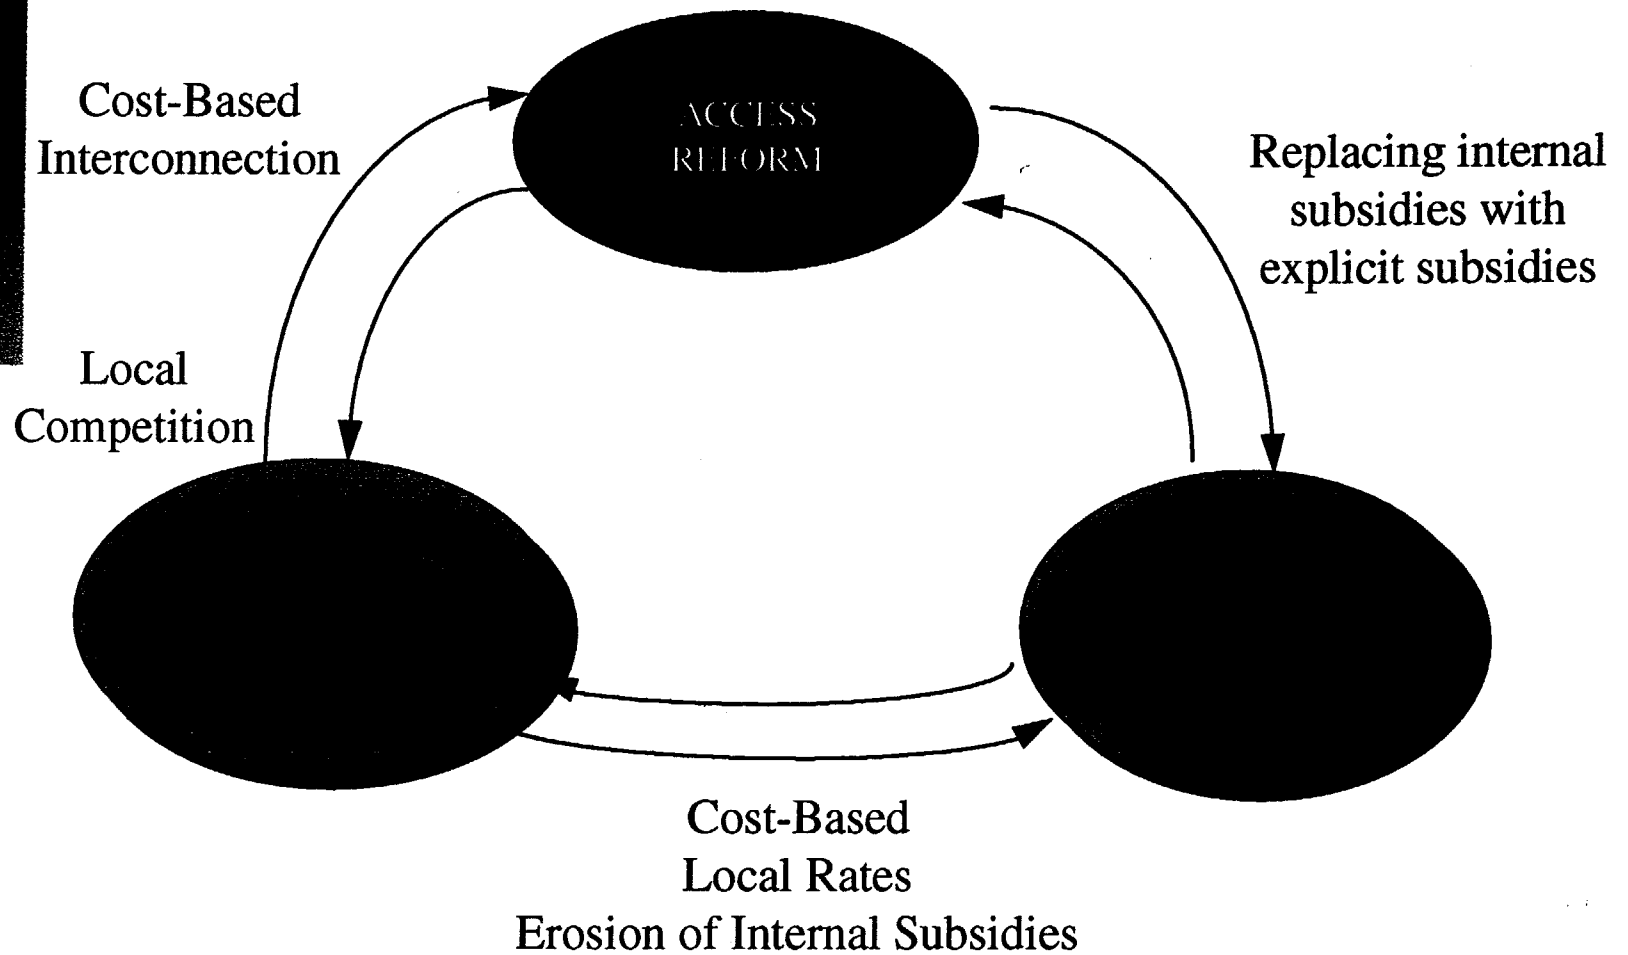 Cost-Based
Interconnection
ACCESS
REFORM
Replacing internal
subsidies with
explicit subsidies
Local
Competition
Cost-Based
Local Rates
Erosion of Internal Subsidies